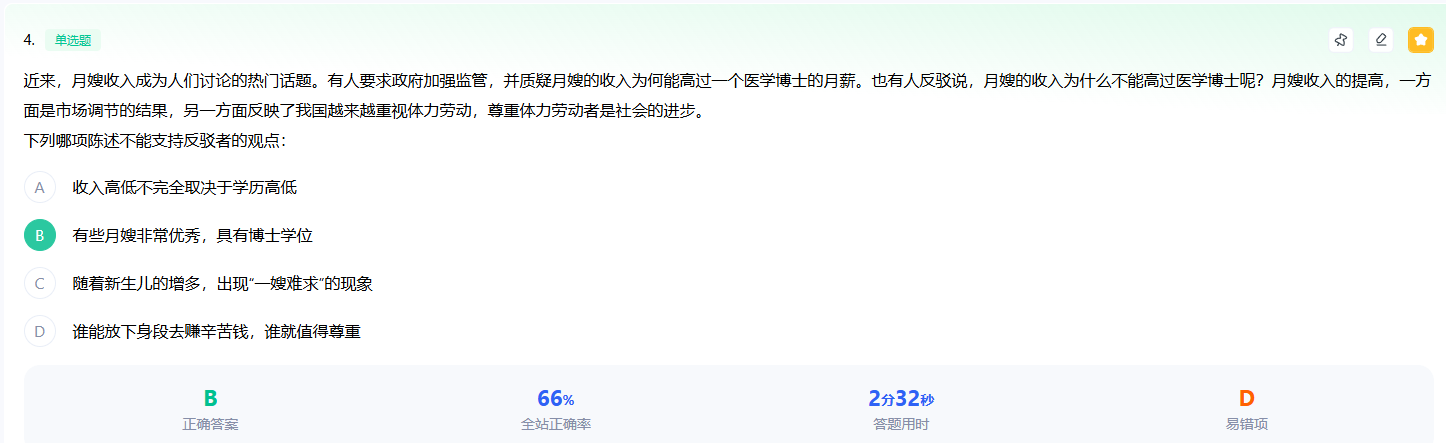 4. 单选题
近来，月嫂收入成为人们讨论的热门话题。有人要求政府加强监管，并质疑月嫂的收入为何能高过一个医学博士的月薪。也有人反驳说，月嫂的收入为什么不能高过医学博士呢？月嫂收入的提高，一方
面是市场调节的结果，另一方面反映了我国越来越重视体力劳动，尊重体力劳动者是社会的进步。
下列哪项陈述不能支持反驳者的观点：
A 收入高低不完全取决于学历高低
B 有些月嫂非常优秀，具有博士学位
C 随着新生儿的增多，出现“一嫂难求”的现象
D 谁能放下身段去赚辛苦钱，谁就值得尊重
B 66% 2分32秒 D
正确答案 全站正确率 答题用时 易错项